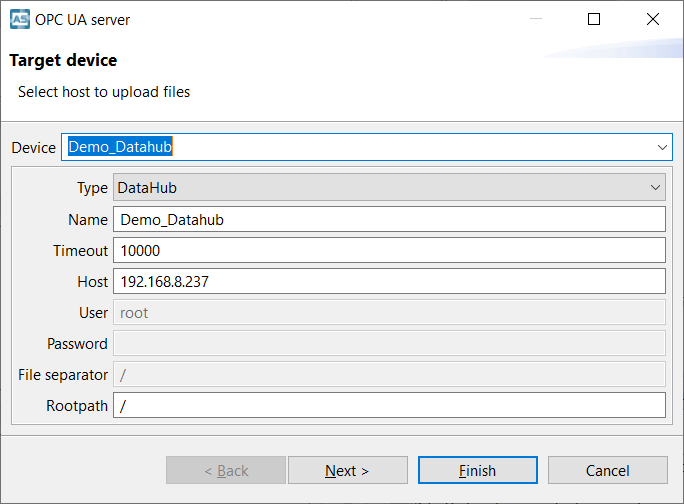 OPC UA server
Target device
Select host to upload files
Device Demo_Datahub
Type DataHub
Name Demo_Datahub
Timeout 10000
Host 192.168.8.237
User root
Password
File separator /
Rootpath /
< Back Next > Finish Cancel